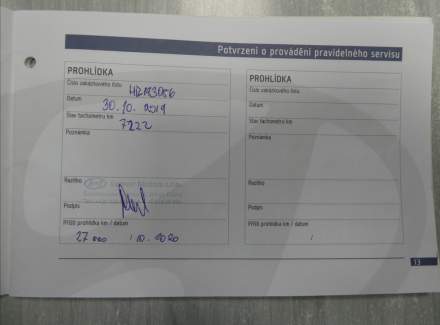 Potvrzení o provádění pravidelného servisu
PROHLÍDKA
Číslo zakázkového listu
Datum 30.10.2019
Stav tachometru km 7222
Poznámka
Razítko
Podpis
Příští prohlídka km / datum
27 000 / 10. 2020
PROHLÍDKA
Číslo zakázkového listu
Datum
Stav tachometru km
Poznámka
Razítko
Podpis
Příští prohlídka km / datum
/
13